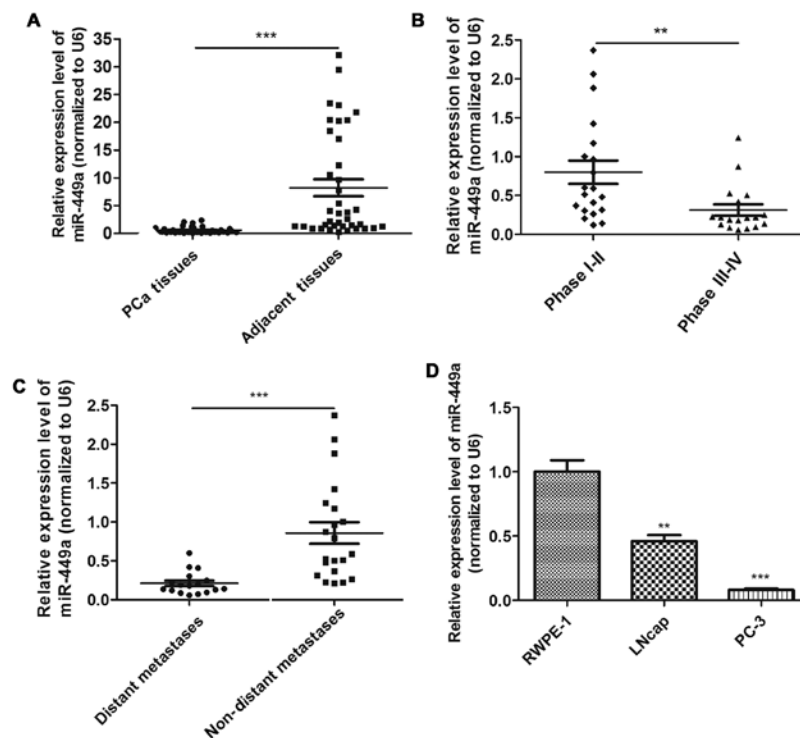 A
Relative expression level of
miR-449a (normalized to U6)
35
30
25
20
15
10
5
0
***
PCa tissues
Adjacent tissues
B
Relative expression level of
miR-449a (normalized to U6)
2.5
2.0
1.5
1.0
0.5
0.0
**
Phase I-II
Phase III-IV
C
Relative expression level of
miR-449a (normalized to U6)
2.5
2.0
1.5
1.0
0.5
0.0
***
Distant metastases
Non-distant metastases
D
Relative expression level of miR-449a
(normalized to U6)
1.5
1.0
0.5
0.0
**
***
RWPE-1
LNcap
PC-3